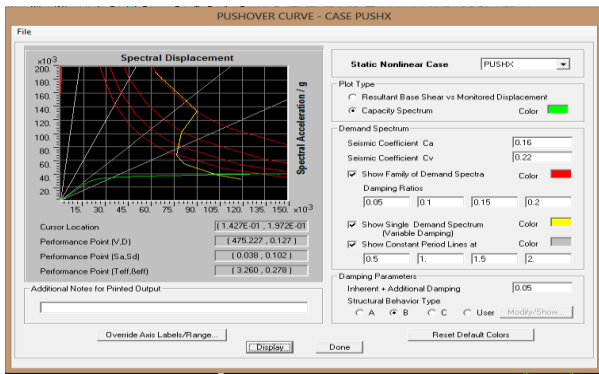 PUSHOVER CURVE - CASE PUSHX
File
Spectral Displacement
x10³
200.
180.
160.
140.
120.
100.
80.
60.
40.
20.
Spectral Acceleration / g
15. 30. 45. 60. 75. 90. 105. 120. 135. 150. x10³
Cursor Location (1.427E-01 , 1.972E-01
Performance Point (V,D) ( 475.227 , 0.127 )
Performance Point (Sa,Sd) ( 0.038 , 0.102 )
Performance Point (Teff,ßeff) ( 3.260 , 0.278 )
Additional Notes for Printed Output
Static Nonlinear Case PUSHX
Plot Type
Resultant Base Shear vs Monitored Displacement
Capacity Spectrum Color
Demand Spectrum
Seismic Coefficient Ca 0.16
Seismic Coefficient Cv 0.22
Show Family of Demand Spectra Color
Damping Ratios
0.05 0.1 0.15 0.2
Show Single Demand Spectrum Color
(Variable Damping)
Show Constant Period Lines at Color
0.5 1. 1.5 2.
Damping Parameters
Inherent + Additional Damping 0.05
Structural Behavior Type
A B C User Modify/Show...
Override Axis Labels/Range... Reset Default Colors
Display Done